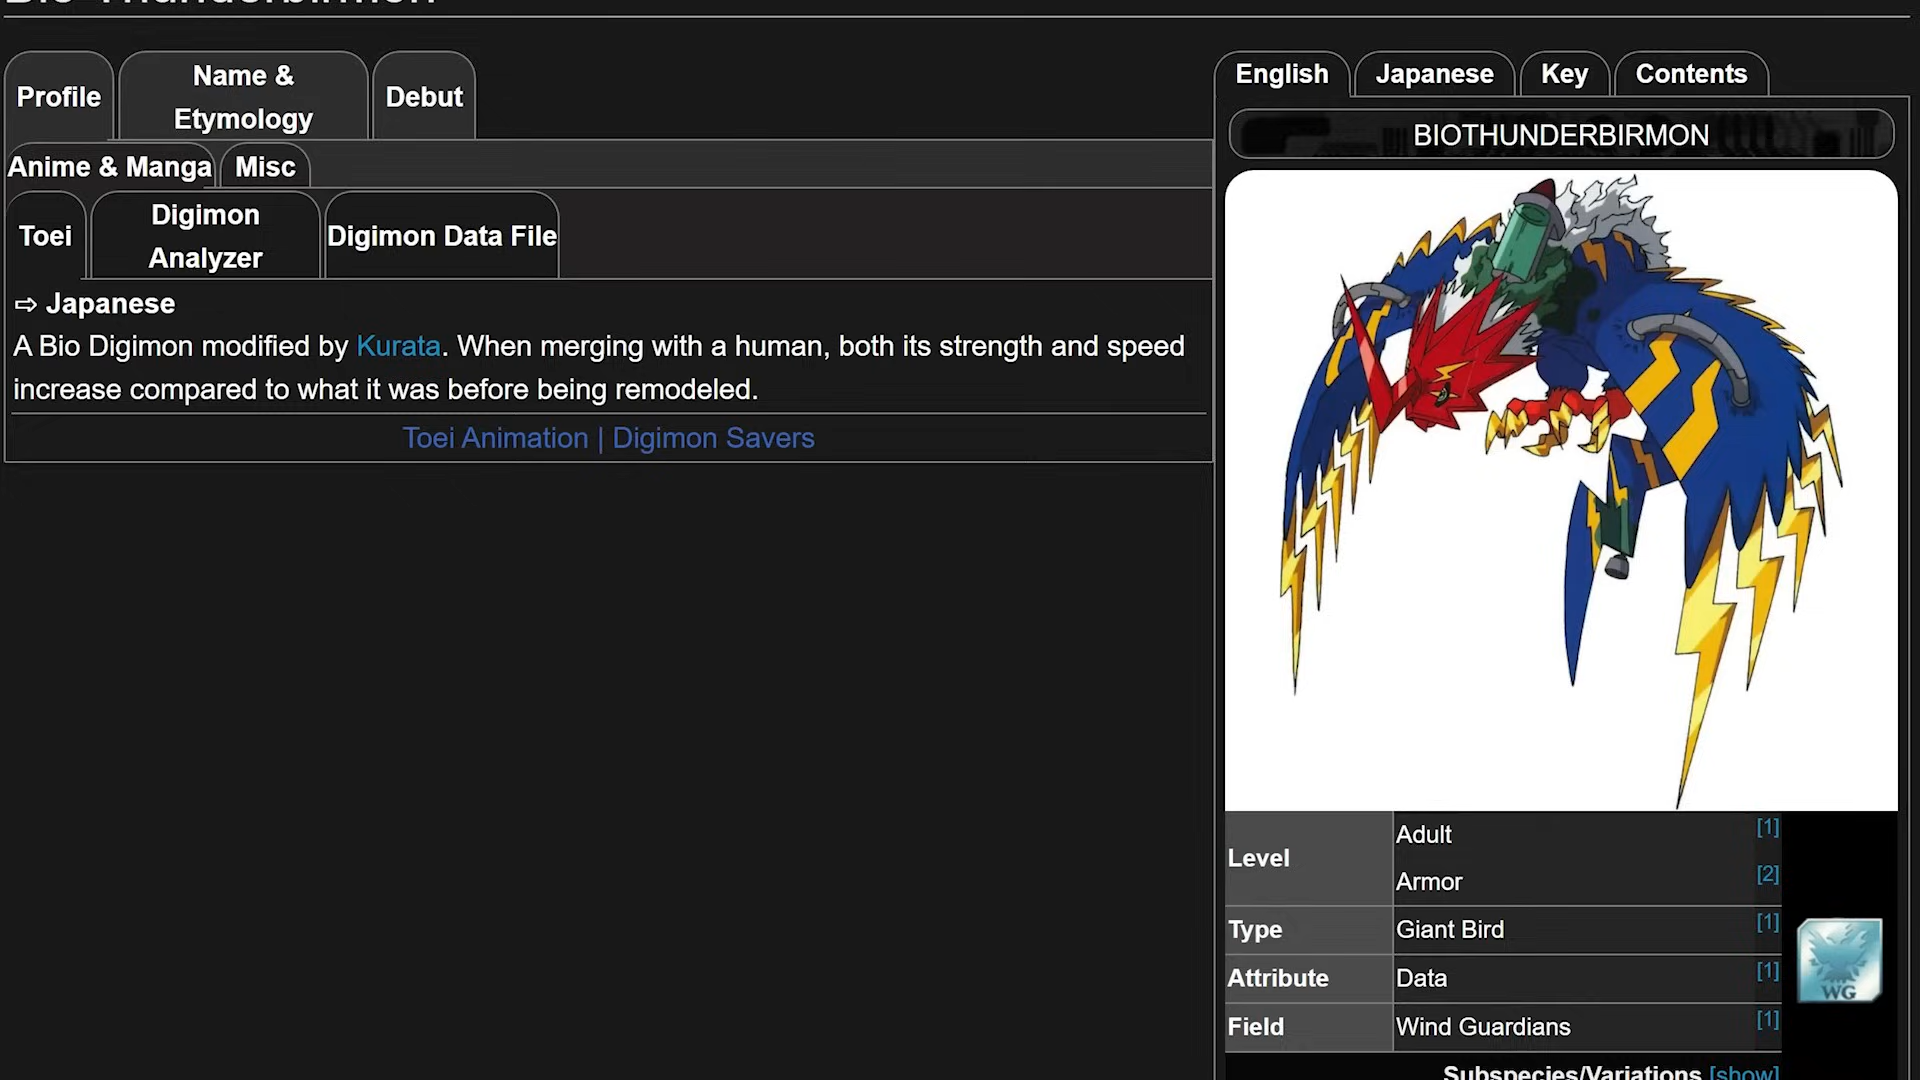 Bio-Thunderbirmon
Profile
Name &
Etymology
Debut
Anime & Manga
Misc
Toei
Digimon
Analyzer
Digimon Data File
⇨ Japanese
A Bio Digimon modified by Kurata. When merging with a human, both its strength and speed
increase compared to what it was before being remodeled.
Toei Animation | Digimon Savers
English
Japanese
Key
Contents
BIOTHUNDERBIRMON
Level
Adult [1]
Armor [2]
Type
Giant Bird [1]
Attribute
Data [1]
Field
Wind Guardians [1]
WG
Subspecies/Variations [show]